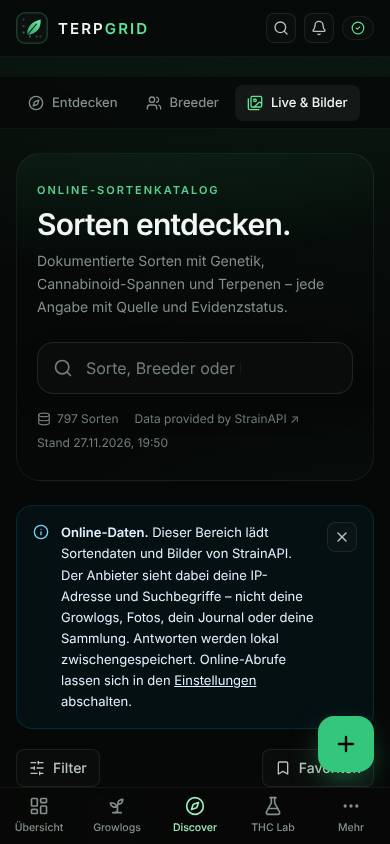 TERPGRID
Entdecken
Breeder
Live & Bilder
ONLINE-SORTENKATALOG
Sorten entdecken.
Dokumentierte Sorten mit Genetik,
Cannabinoid-Spannen und Terpenen – jede
Angabe mit Quelle und Evidenzstatus.
Sorte, Breeder oder
797 Sorten Data provided by StrainAPI ↗
Stand 27.11.2026, 19:50
Online-Daten. Dieser Bereich lädt
Sortendaten und Bilder von StrainAPI.
Der Anbieter sieht dabei deine IP-
Adresse und Suchbegriffe – nicht deine
Growlogs, Fotos, dein Journal oder deine
Sammlung. Antworten werden lokal
zwischengespeichert. Online-Abrufe
lassen sich in den Einstellungen
abschalten.
Filter
Übersicht
Growlogs
Discover
THC Lab
Mehr